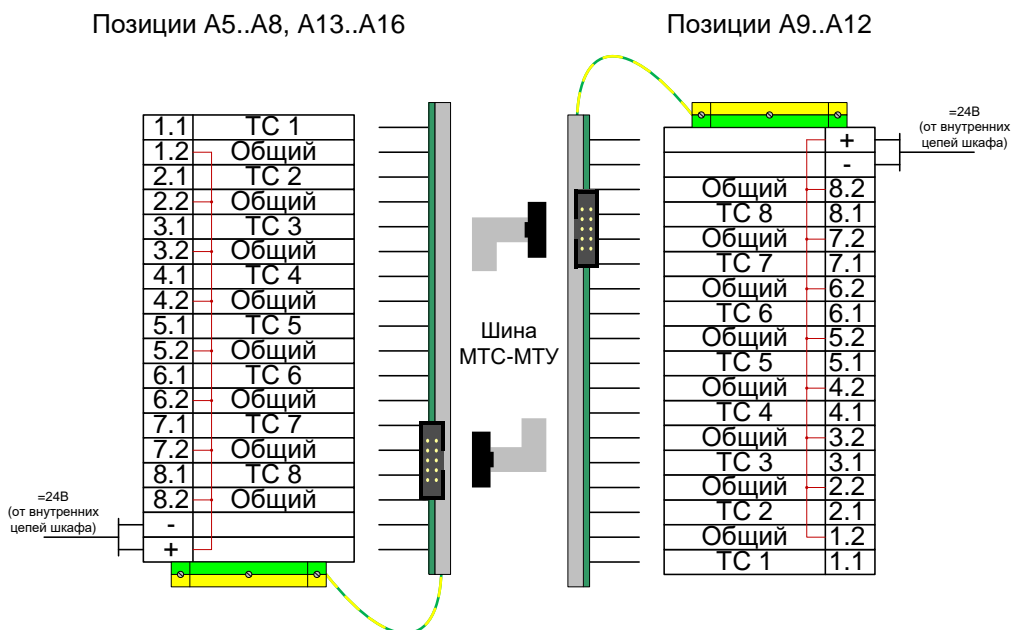 Позиции А5..А8, А13..А16
Позиции А9..А12
1.1 ТС 1
1.2 Общий
2.1 ТС 2
2.2 Общий
3.1 ТС 3
3.2 Общий
4.1 ТС 4
4.2 Общий
5.1 ТС 5
5.2 Общий
6.1 ТС 6
6.2 Общий
7.1 ТС 7
7.2 Общий
8.1 ТС 8
8.2 Общий
-
+
=24В
(от внутренних
цепей шкафа)
Шина
МТС-МТУ
+
-
Общий 8.2
ТС 8 8.1
Общий 7.2
ТС 7 7.1
Общий 6.2
ТС 6 6.1
Общий 5.2
ТС 5 5.1
Общий 4.2
ТС 4 4.1
Общий 3.2
ТС 3 3.1
Общий 2.2
ТС 2 2.1
Общий 1.2
ТС 1 1.1
=24В
(от внутренних
цепей шкафа)